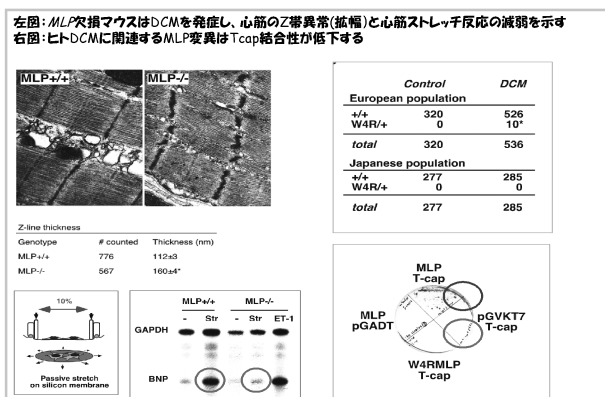 左図:MLP欠損マウスはDCMを発症し、心筋のZ帯異常(拡幅)と心筋ストレッチ反応の減弱を示す
右図:ヒトDCMに関連するMLP変異はTcap結合性が低下する
MLP+/+ MLP-/-
Z-line thickness
Genotype # counted Thickness (nm)
MLP+/+ 776 112±3
MLP-/- 567 160±4*
10%
Passive stretch
on silicon membrane
MLP+/+ MLP-/-
- Str - Str ET-1
GAPDH
BNP
Control DCM
European population
+/+ 320 526
W4R/+ 0 10*
total 320 536
Japanese population
+/+ 277 285
W4R/+ 0 0
total 277 285
MLP
T-cap
MLP
pGADT
pGVKT7
T-cap
W4RMLP
T-cap